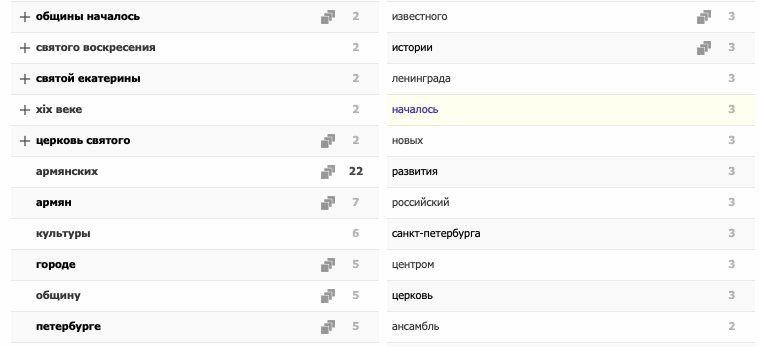 общины началось 2
святого воскресения 2
святой екатерины 2
xix веке 2
церковь святого 2
армянских 22
армян 7
культуры 6
городе 5
общину 5
петербурге 5
известного 3
истории 3
ленинграда 3
началось 3
новых 3
развития 3
российский 3
санкт-петербурга 3
центром 3
церковь 3
ансамбль 2